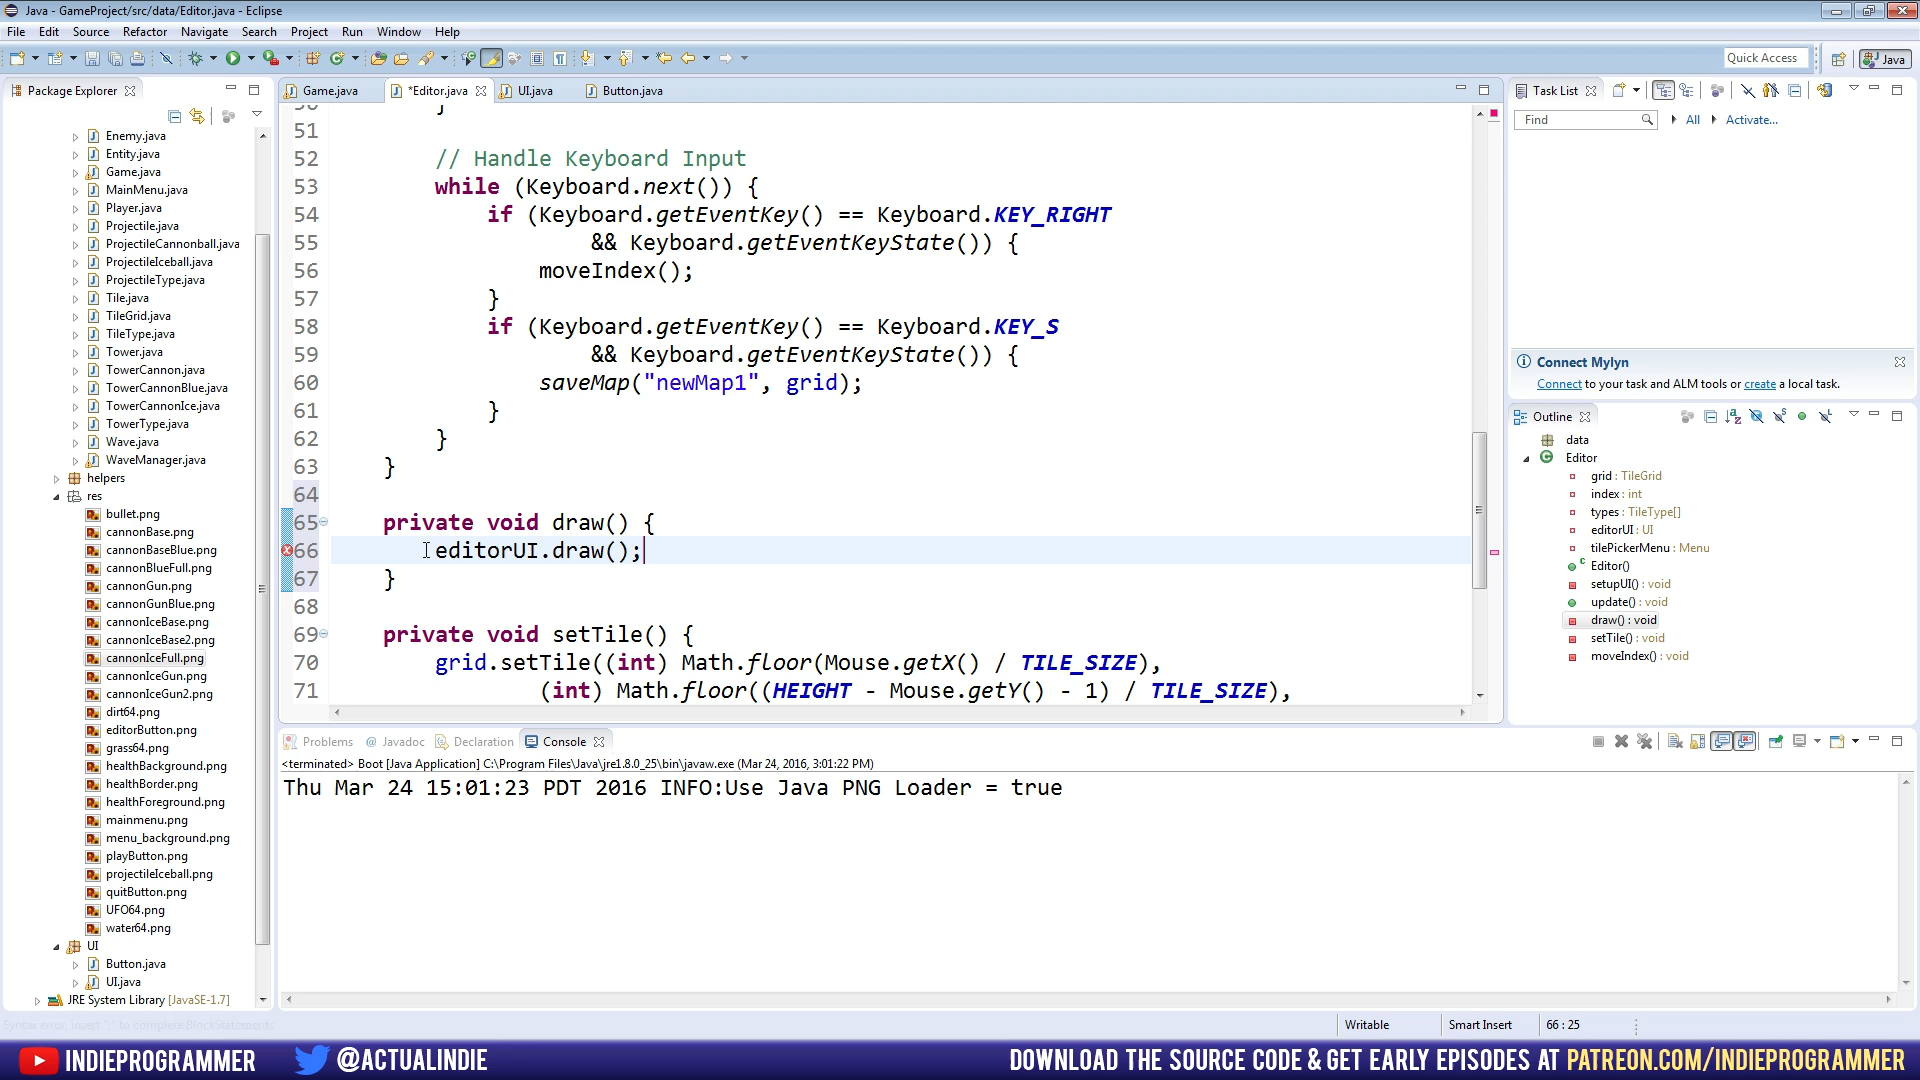 Java - GameProject/src/data/Editor.java - Eclipse
File Edit Source Refactor Navigate Search Project Run Window Help
Quick Access
Java
Package Explorer
Enemy.java
Entity.java
Game.java
MainMenu.java
Player.java
Projectile.java
ProjectileCannonball.java
ProjectileIceball.java
ProjectileType.java
Tile.java
TileGrid.java
TileType.java
Tower.java
TowerCannon.java
TowerCannonBlue.java
TowerCannonIce.java
TowerType.java
Wave.java
WaveManager.java
helpers
res
bullet.png
cannonBase.png
cannonBaseBlue.png
cannonBlueFull.png
cannonGun.png
cannonGunBlue.png
cannonIceBase.png
cannonIceBase2.png
cannonIceFull.png
cannonIceGun.png
cannonIceGun2.png
dirt64.png
editorButton.png
grass64.png
healthBackground.png
healthBorder.png
healthForeground.png
mainmenu.png
menu_background.png
playButton.png
projectileIceball.png
quitButton.png
UFO64.png
water64.png
UI
Button.java
UI.java
JRE System Library [JavaSE-1.7]
Game.java *Editor.java UI.java Button.java
50 }
51
52 // Handle Keyboard Input
53 while (Keyboard.next()) {
54 if (Keyboard.getEventKey() == Keyboard.KEY_RIGHT
55 && Keyboard.getEventKeyState()) {
56 moveIndex();
57 }
58 if (Keyboard.getEventKey() == Keyboard.KEY_S
59 && Keyboard.getEventKeyState()) {
60 saveMap("newMap1", grid);
61 }
62 }
63 }
64
65 private void draw() {
66 editorUI.draw();
67 }
68
69 private void setTile() {
70 grid.setTile((int) Math.floor(Mouse.getX() / TILE_SIZE),
71 (int) Math.floor((HEIGHT - Mouse.getY() - 1) / TILE_SIZE),
Task List
Find
All
Activate...
Connect Mylyn
Connect to your task and ALM tools or create a local task.
Outline
data
Editor
grid : TileGrid
index : int
types : TileType[]
editorUI : UI
tilePickerMenu : Menu
Editor()
setupUI() : void
update() : void
draw() : void
setTile() : void
moveIndex() : void
Problems @ Javadoc Declaration Console
<terminated> Boot [Java Application] C:\Program Files\Java\jre1.8.0_25\bin\javaw.exe (Mar 24, 2016, 3:01:22 PM)
Thu Mar 24 15:01:23 PDT 2016 INFO:Use Java PNG Loader = true
Syntax error, insert ";" to complete BlockStatements
Writable
Smart Insert
66 : 25
INDIEPROGRAMMER
@ACTUALINDIE
DOWNLOAD THE SOURCE CODE & GET EARLY EPISODES AT PATREON.COM/INDIEPROGRAMMER